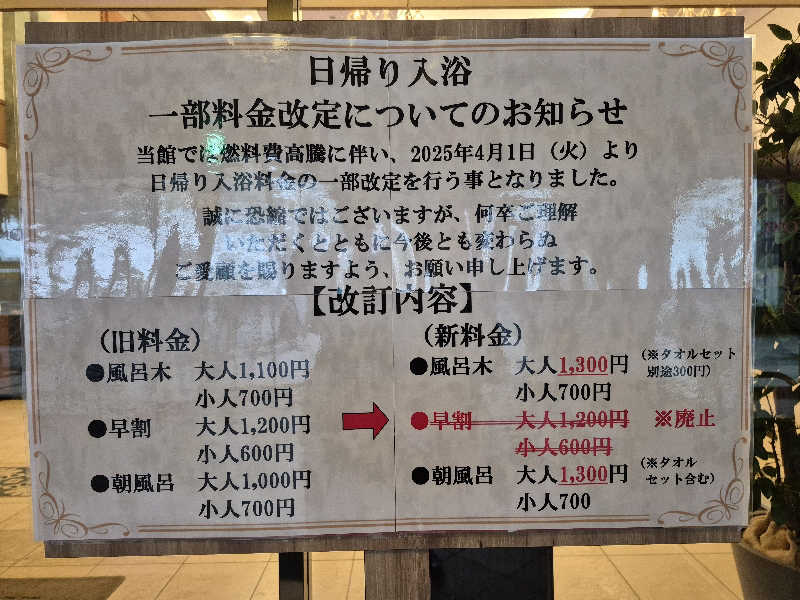 日帰り入浴
一部料金改定についてのお知らせ
当館では燃料費高騰に伴い、2025年4月1日（火）より
日帰り入浴料金の一部改定を行う事となりました。
誠に恐縮ではございますが、何卒ご理解
いただくとともに今後とも変わらぬ
ご愛顧を賜りますよう、お願い申し上げます。
【改訂内容】
（旧料金）
●風呂木 大人1,100円
小人700円
●早割 大人1,200円
小人600円
●朝風呂 大人1,000円
小人700円
（新料金）
●風呂木 大人1,300円 （※タオルセット
別途300円）
小人700円
●早割 大人1,200円 ※廃止
小人600円
●朝風呂 大人1,300円 （※タオル
セット含む）
小人700